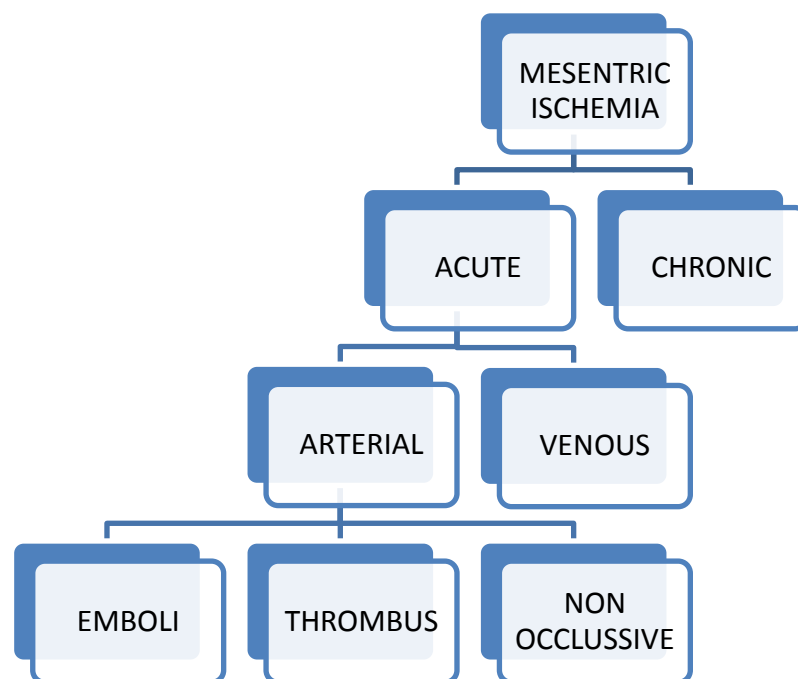 MESENTRIC
ISCHEMIA
ACUTE
CHRONIC
ARTERIAL
VENOUS
EMBOLI
THROMBUS
NON
OCCLUSSIVE